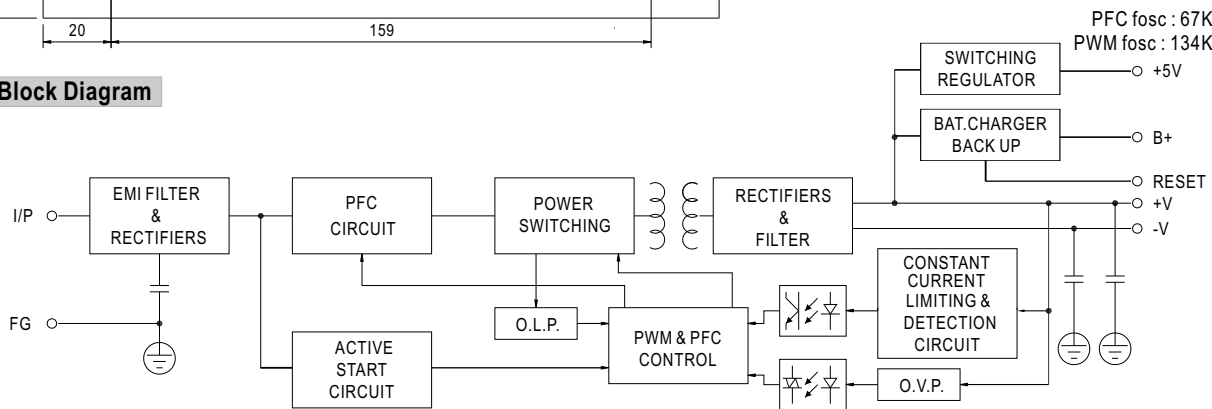 20
159
PFC fosc : 67K
PWM fosc : 134K
Block Diagram
SWITCHING
REGULATOR
+5V
BAT.CHARGER
BACK UP
B+
RESET
+V
-V
I/P
EMI FILTER
&
RECTIFIERS
PFC
CIRCUIT
POWER
SWITCHING
RECTIFIERS
&
FILTER
FG
ACTIVE
START
CIRCUIT
O.L.P.
PWM & PFC
CONTROL
CONSTANT
CURRENT
LIMITING &
DETECTION
CIRCUIT
O.V.P.